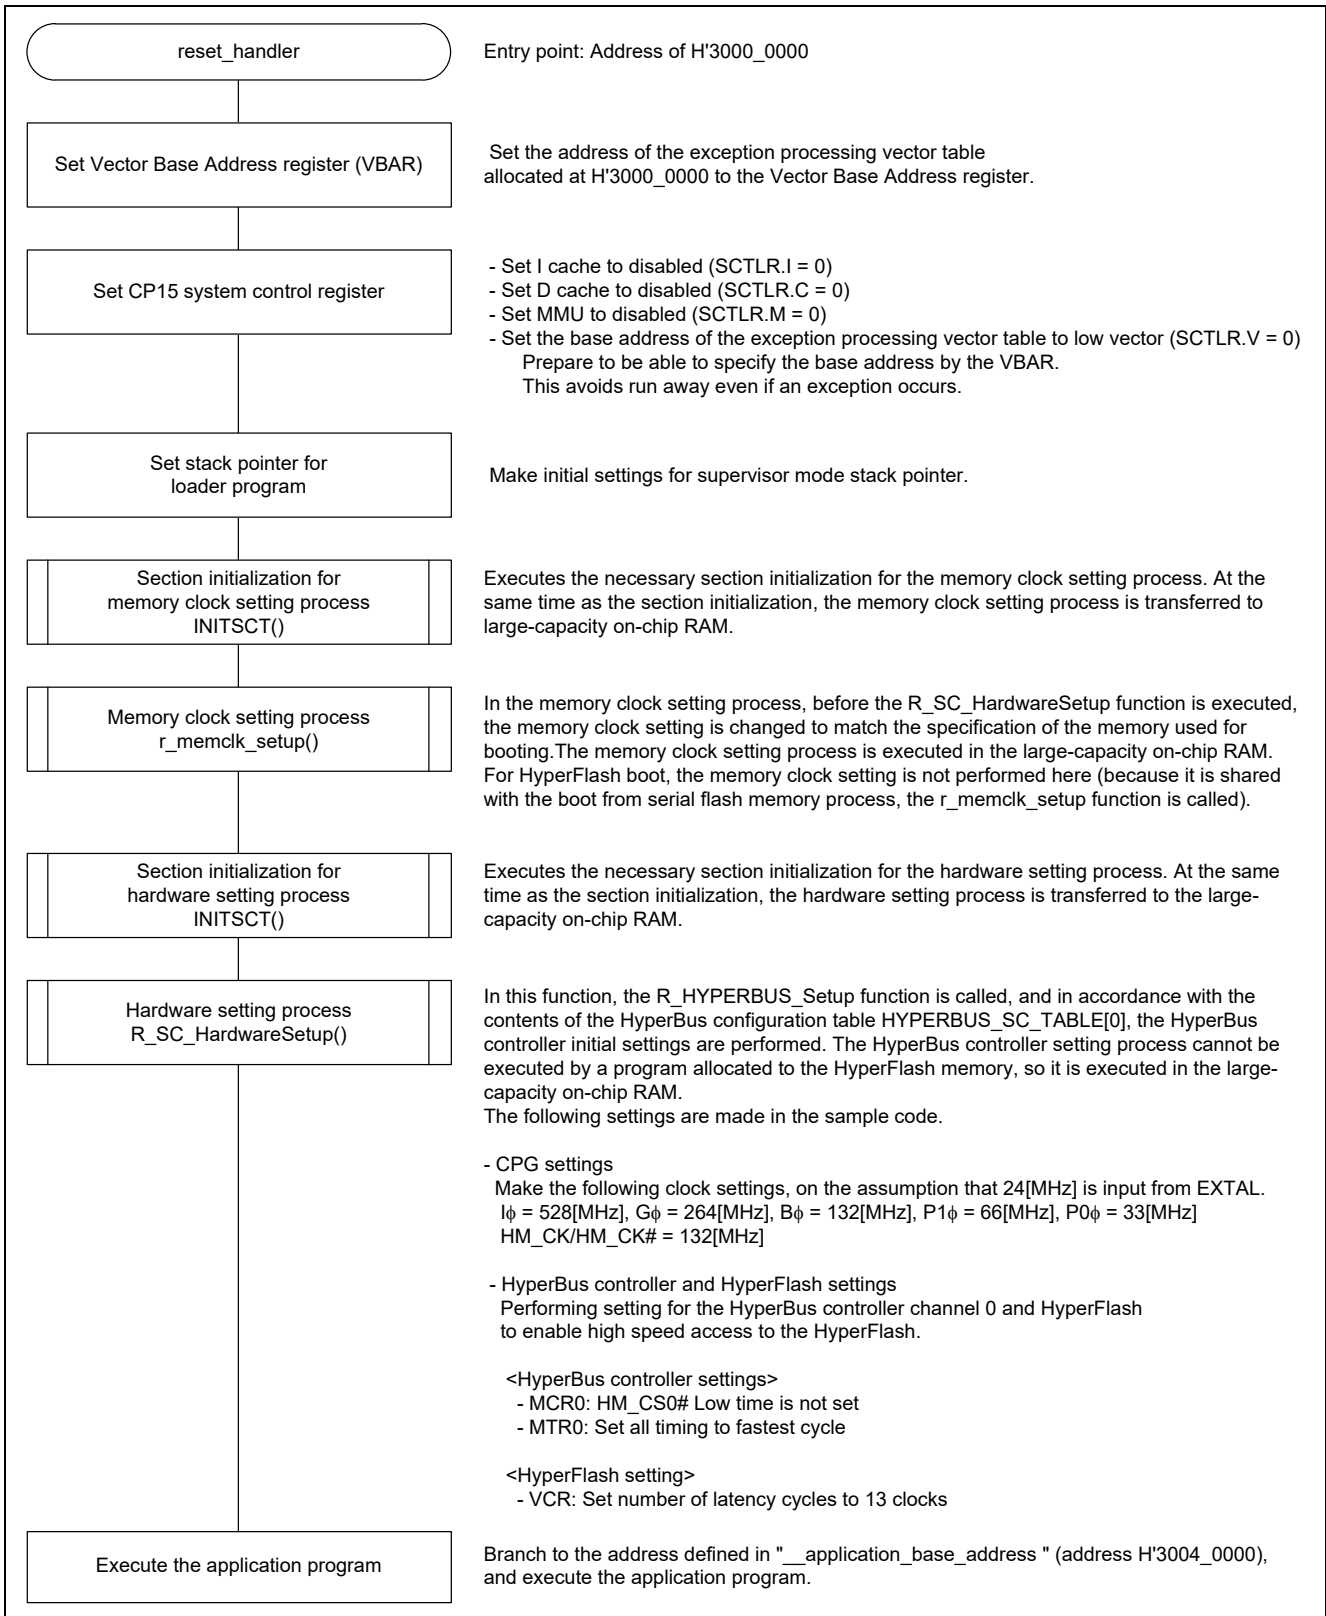 reset_handler
Entry point: Address of H'3000_0000
Set Vector Base Address register (VBAR)
Set the address of the exception processing vector table
allocated at H'3000_0000 to the Vector Base Address register.
Set CP15 system control register
- Set I cache to disabled (SCTLR.I = 0)
- Set D cache to disabled (SCTLR.C = 0)
- Set MMU to disabled (SCTLR.M = 0)
- Set the base address of the exception processing vector table to low vector (SCTLR.V = 0)
Prepare to be able to specify the base address by the VBAR.
This avoids run away even if an exception occurs.
Set stack pointer for
loader program
Make initial settings for supervisor mode stack pointer.
Section initialization for
memory clock setting process
INITSCT()
Executes the necessary section initialization for the memory clock setting process. At the
same time as the section initialization, the memory clock setting process is transferred to
large-capacity on-chip RAM.
Memory clock setting process
r_memclk_setup()
In the memory clock setting process, before the R_SC_HardwareSetup function is executed,
the memory clock setting is changed to match the specification of the memory used for
booting.The memory clock setting process is executed in the large-capacity on-chip RAM.
For HyperFlash boot, the memory clock setting is not performed here (because it is shared
with the boot from serial flash memory process, the r_memclk_setup function is called).
Section initialization for
hardware setting process
INITSCT()
Executes the necessary section initialization for the hardware setting process. At the same
time as the section initialization, the hardware setting process is transferred to the large-
capacity on-chip RAM.
Hardware setting process
R_SC_HardwareSetup()
In this function, the R_HYPERBUS_Setup function is called, and in accordance with the
contents of the HyperBus configuration table HYPERBUS_SC_TABLE[0], the HyperBus
controller initial settings are performed. The HyperBus controller setting process cannot be
executed by a program allocated to the HyperFlash memory, so it is executed in the large-
capacity on-chip RAM.
The following settings are made in the sample code.
- CPG settings
Make the following clock settings, on the assumption that 24[MHz] is input from EXTAL.
Iϕ = 528[MHz], Gϕ = 264[MHz], Bϕ = 132[MHz], P1ϕ = 66[MHz], P0ϕ = 33[MHz]
HM_CK/HM_CK# = 132[MHz]
- HyperBus controller and HyperFlash settings
Performing setting for the HyperBus controller channel 0 and HyperFlash
to enable high speed access to the HyperFlash.
<HyperBus controller settings>
- MCR0: HM_CS0# Low time is not set
- MTR0: Set all timing to fastest cycle
<HyperFlash setting>
- VCR: Set number of latency cycles to 13 clocks
Execute the application program
Branch to the address defined in "__application_base_address " (address H'3004_0000),
and execute the application program.